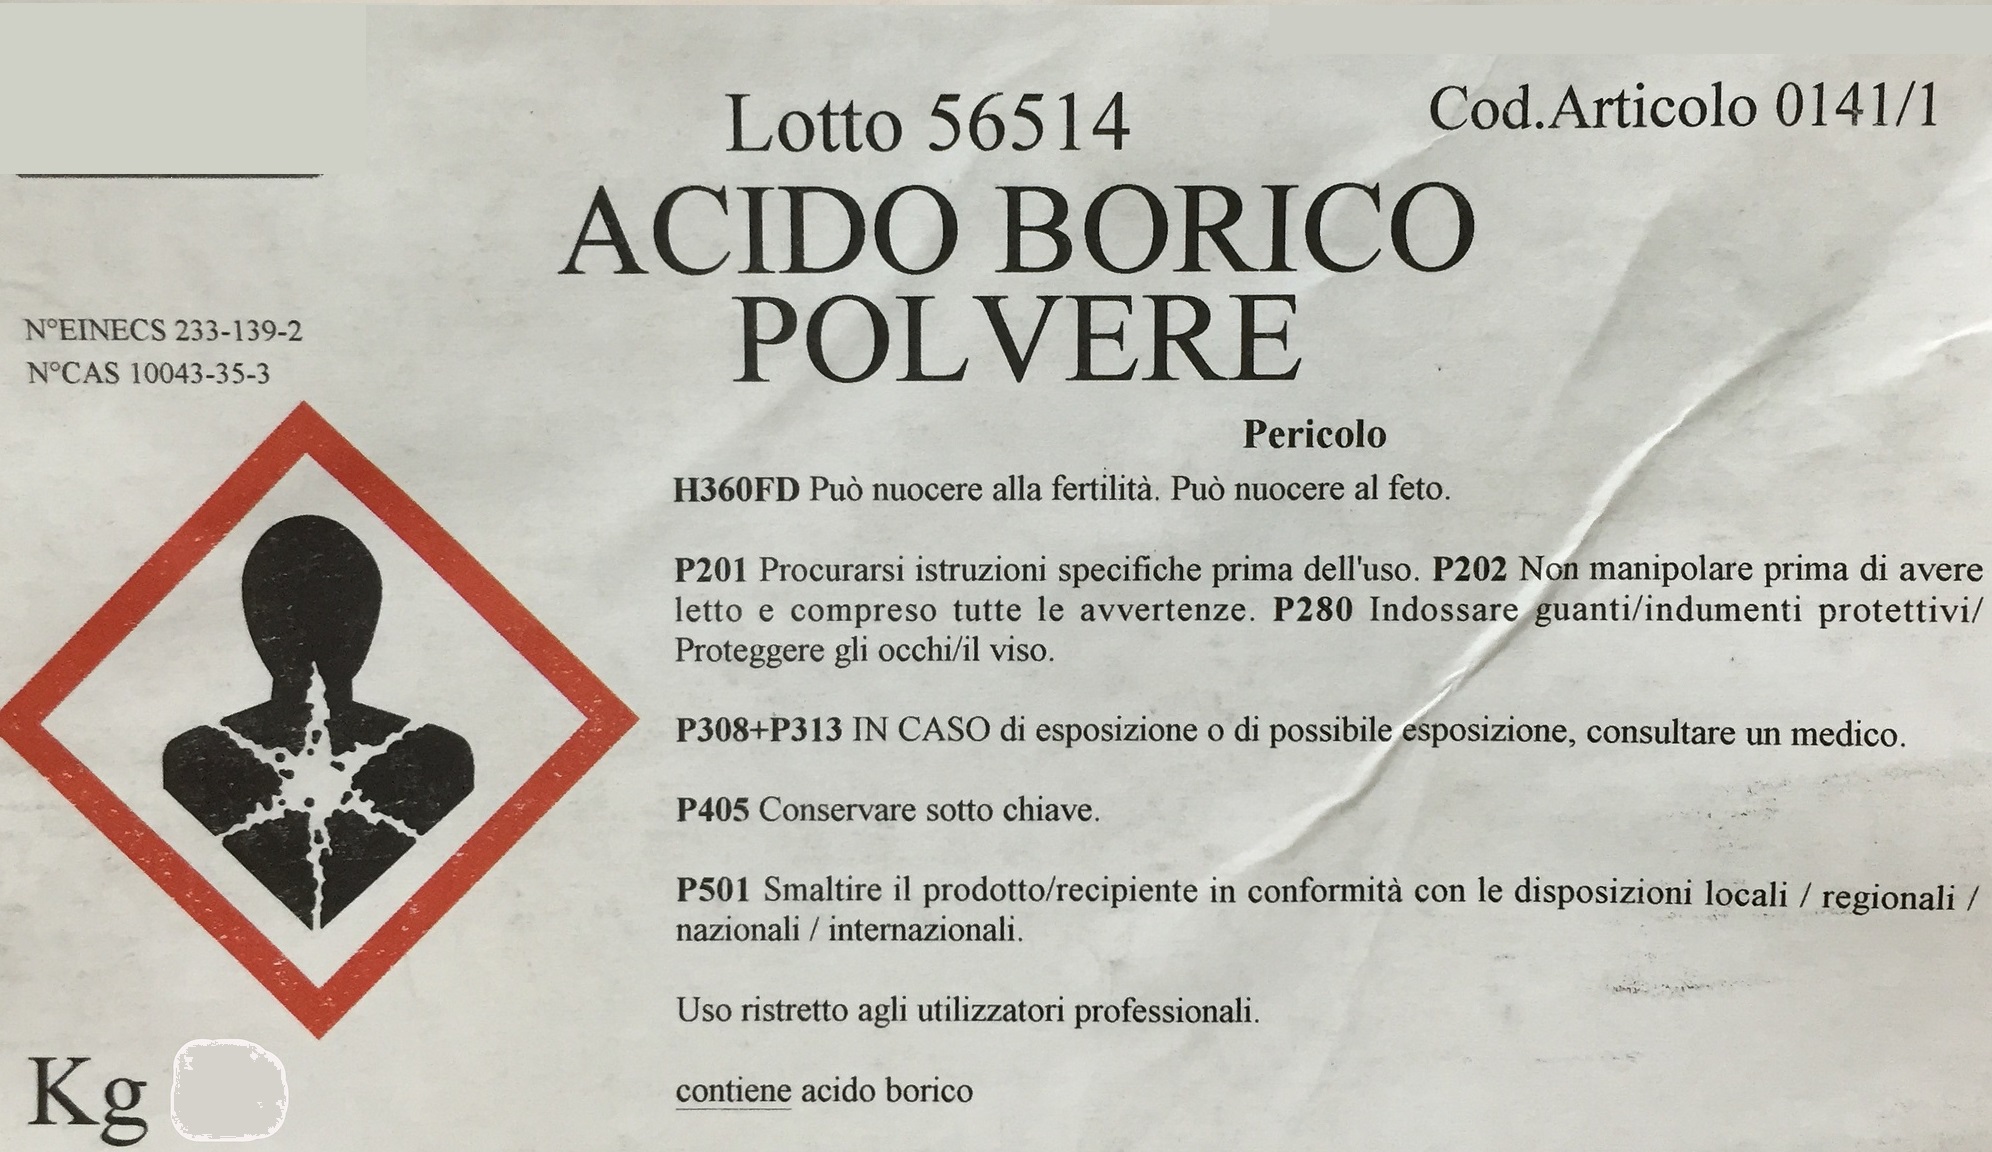 Lotto 56514
Cod.Articolo 0141/1
ACIDO BORICO
POLVERE
N°EINECS 233-139-2
N°CAS 10043-35-3
Pericolo
H360FD Può nuocere alla fertilità. Può nuocere al feto.
P201 Procurarsi istruzioni specifiche prima dell'uso. P202 Non manipolare prima di avere
letto e compreso tutte le avvertenze. P280 Indossare guanti/indumenti protettivi/
Proteggere gli occhi/il viso.
P308+P313 IN CASO di esposizione o di possibile esposizione, consultare un medico.
P405 Conservare sotto chiave.
P501 Smaltire il prodotto/recipiente in conformità con le disposizioni locali / regionali /
nazionali / internazionali.
Uso ristretto agli utilizzatori professionali.
contiene acido borico
Kg